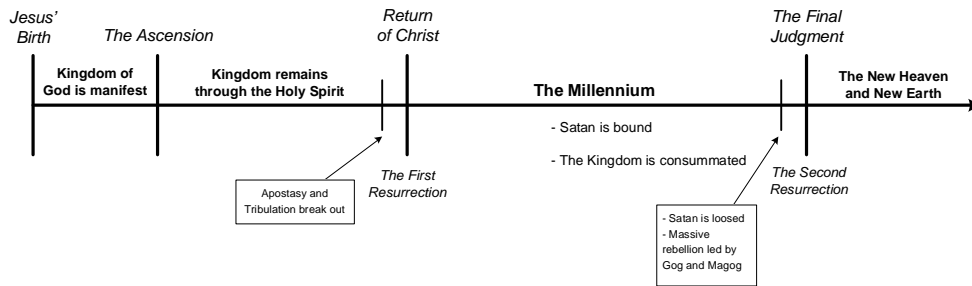 Jesus'
Birth
The Ascension
Return
of Christ
The Final
Judgment
Kingdom of
God is manifest
Kingdom remains
through the Holy Spirit
The Millennium
The New Heaven
and New Earth
- Satan is bound
- The Kingdom is consummated
The First
Resurrection
The Second
Resurrection
Apostasy and
Tribulation break out
- Satan is loosed
- Massive
rebellion led by
Gog and Magog